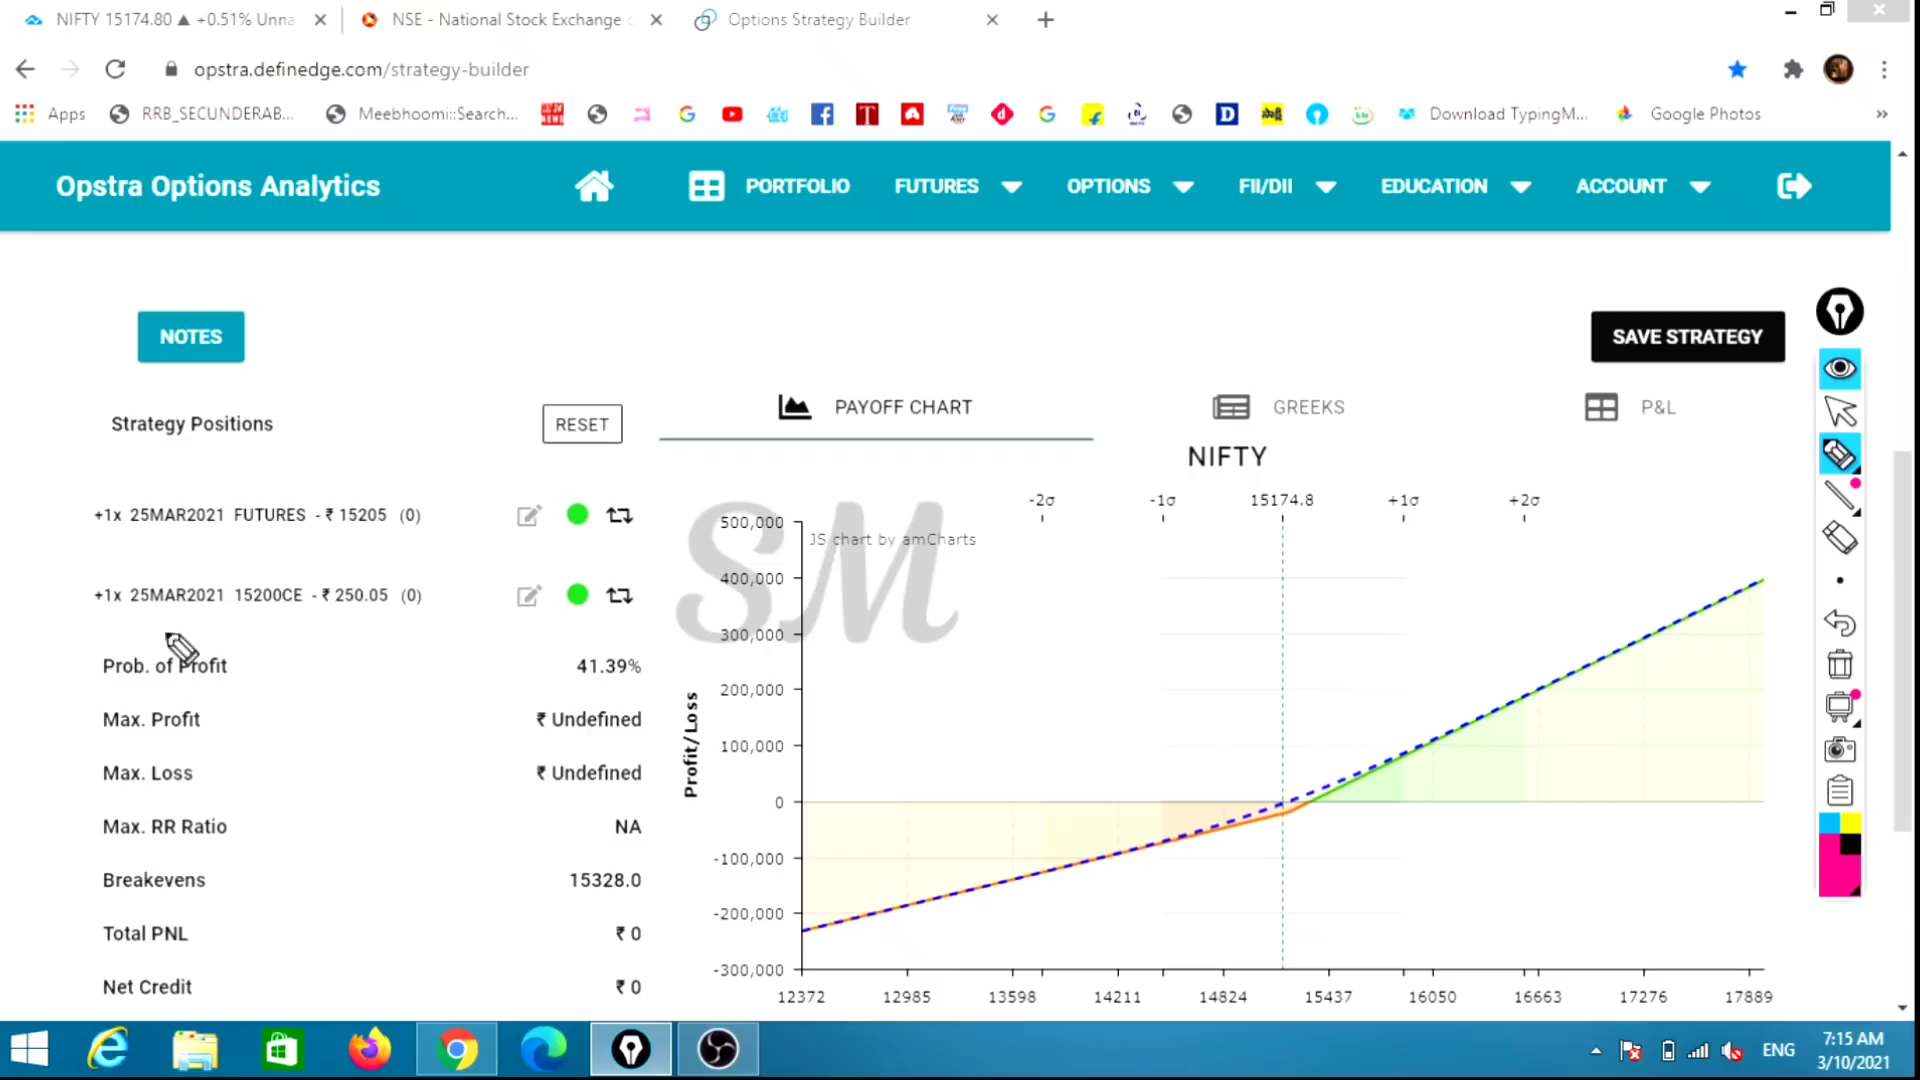 NIFTY 15174.80 ▲ +0.51% Unna
NSE - National Stock Exchange
Options Strategy Builder
opstra.definedge.com/strategy-builder
Apps
RRB_SECUNDERAB...
Meebhoomi::Search...
Download TypingM...
Google Photos
Opstra Options Analytics
PORTFOLIO
FUTURES
OPTIONS
FII/DII
EDUCATION
ACCOUNT
NOTES
SAVE STRATEGY
Strategy Positions
RESET
PAYOFF CHART
GREEKS
P&L
NIFTY
-2σ -1σ 15174.8 +1σ +2σ
JS chart by amCharts
SM
+1x 25MAR2021 FUTURES - ₹ 15205 (0)
+1x 25MAR2021 15200CE - ₹ 250.05 (0)
Prob. of Profit 41.39%
Max. Profit ₹ Undefined
Max. Loss ₹ Undefined
Max. RR Ratio NA
Breakevens 15328.0
Total PNL ₹ 0
Net Credit ₹ 0
Profit/Loss
500,000
400,000
300,000
200,000
100,000
0
-100,000
-200,000
-300,000
12372 12985 13598 14211 14824 15437 16050 16663 17276 17889
ENG
7:15 AM
3/10/2021